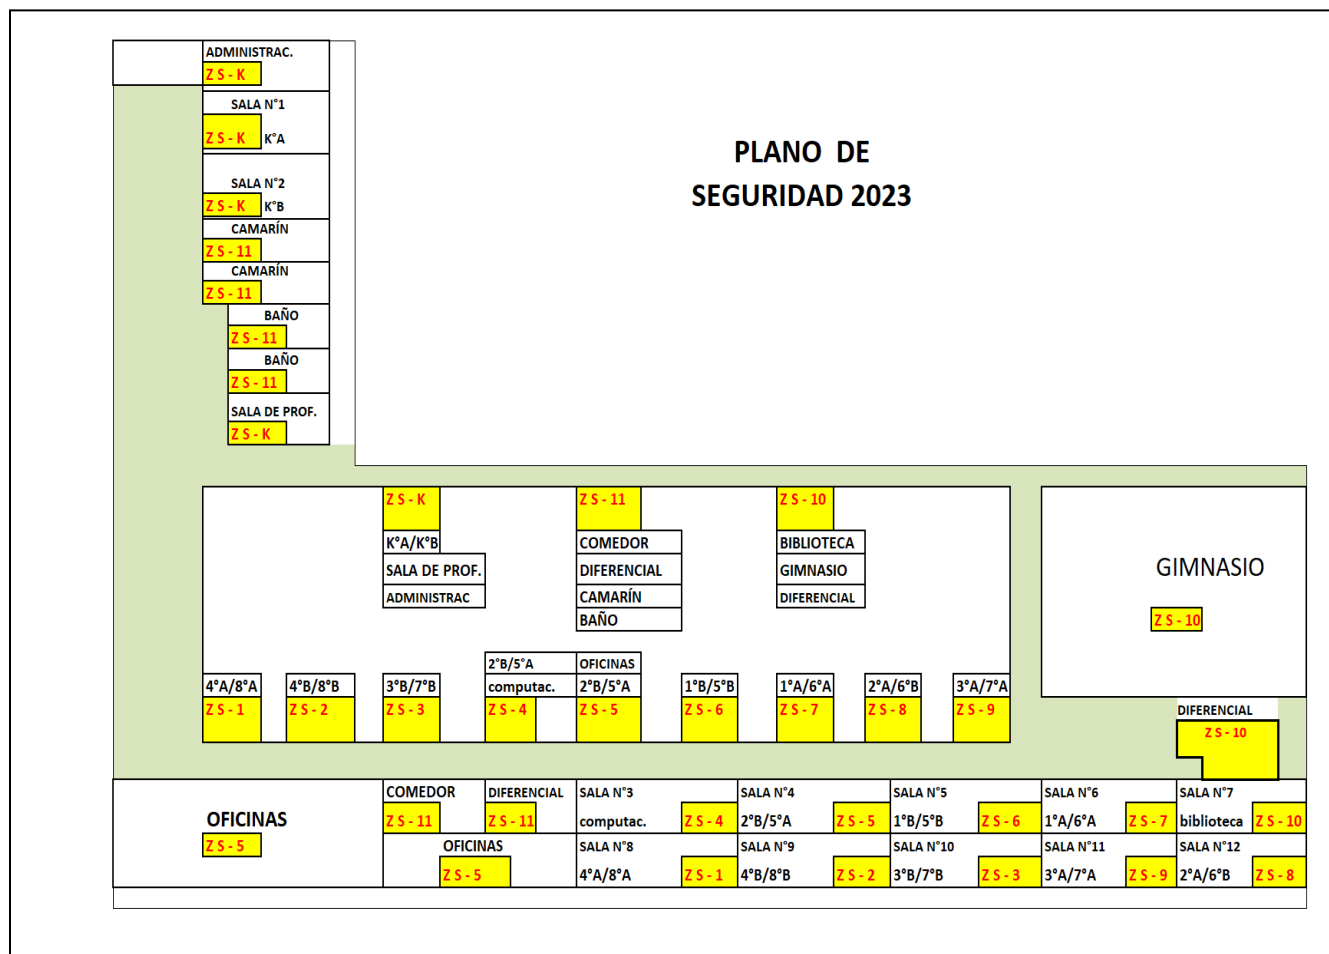 PLANO DE
SEGURIDAD 2023
ADMINISTRAC.
Z S - K
SALA N°1
Z S - K K°A
SALA N°2
Z S - K K°B
CAMARÍN
Z S - 11
CAMARÍN
Z S - 11
BAÑO
Z S - 11
BAÑO
Z S - 11
SALA DE PROF.
Z S - K
Z S - K
K°A/K°B
SALA DE PROF.
ADMINISTRAC
Z S - 11
COMEDOR
DIFERENCIAL
CAMARÍN
BAÑO
Z S - 10
BIBLIOTECA
GIMNASIO
DIFERENCIAL
GIMNASIO
Z S - 10
4°A/8°A
Z S - 1
4°B/8°B
Z S - 2
3°B/7°B
Z S - 3
2°B/5°A
computac.
Z S - 4
OFICINAS
2°B/5°A
Z S - 5
1°B/5°B
Z S - 6
1°A/6°A
Z S - 7
2°A/6°B
Z S - 8
3°A/7°A
Z S - 9
DIFERENCIAL
Z S - 10
OFICINAS
Z S - 5
COMEDOR
Z S - 11
DIFERENCIAL
Z S - 11
OFICINAS
Z S - 5
SALA N°3
computac. Z S - 4
SALA N°4
2°B/5°A Z S - 5
SALA N°5
1°B/5°B Z S - 6
SALA N°6
1°A/6°A Z S - 7
SALA N°7
biblioteca Z S - 10
SALA N°8
4°A/8°A Z S - 1
SALA N°9
4°B/8°B Z S - 2
SALA N°10
3°B/7°B Z S - 3
SALA N°11
3°A/7°A Z S - 9
SALA N°12
2°A/6°B Z S - 8